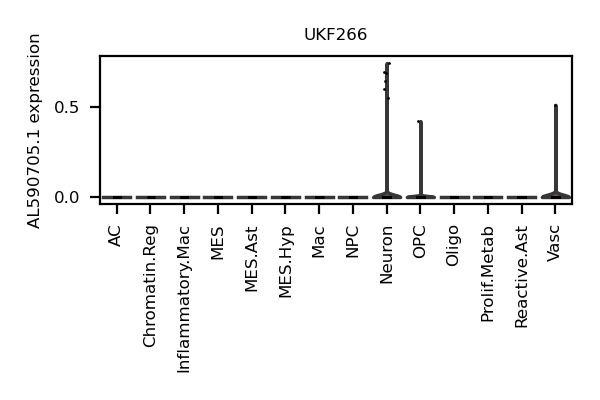 UKF266
AL590705.1 expression
0.5
0.0
AC
Chromatin.Reg
Inflammatory.Mac
MES
MES.Ast
MES.Hyp
Mac
NPC
Neuron
OPC
Oligo
Prolif.Metab
Reactive.Ast
Vasc